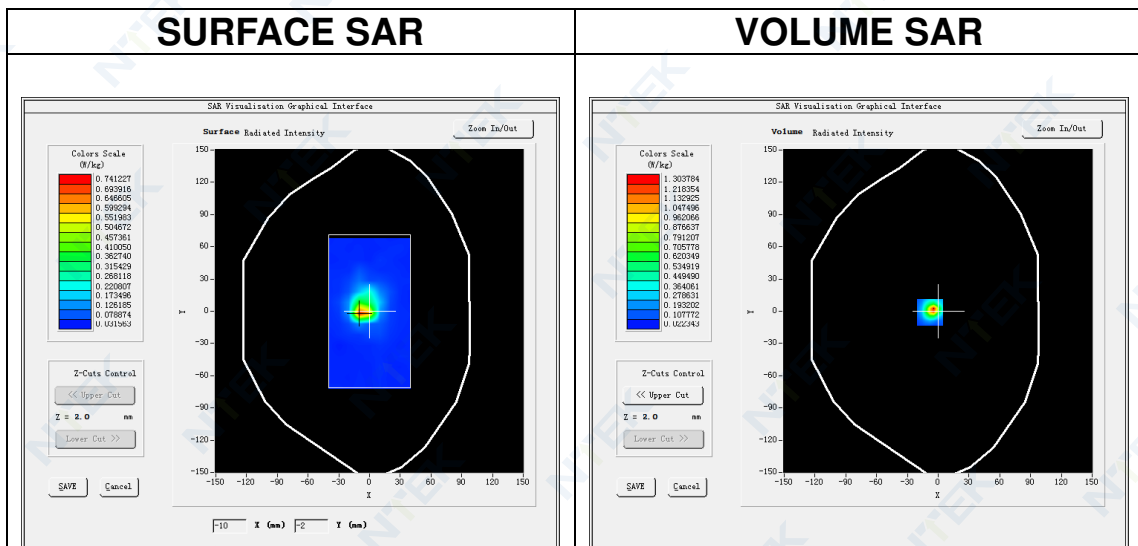 SURFACE SAR
VOLUME SAR
SAR Visualisation Graphical Interface
Surface Radiated Intensity
Zoom In/Out
Colors Scale
(W/kg)
0.741227
0.693916
0.646605
0.599294
0.551983
0.504672
0.457361
0.410050
0.362740
0.315429
0.268118
0.220807
0.173496
0.126185
0.078874
0.031563
Z-Cuts Control
<< Upper Cut
Z = 2.0 mm
Lower Cut >>
SAVE
Cancel
150
120
90
60
30
0
-30
-60
-90
-120
-150
Y
-150 -120 -90 -60 -30 0 30 60 90 120 150
X
-10 X (mm) -2 Y (mm)
SAR Visualisation Graphical Interface
Volume Radiated Intensity
Zoom In/Out
Colors Scale
(W/kg)
1.303784
1.218354
1.132925
1.047496
0.962066
0.876637
0.791207
0.705778
0.620349
0.534919
0.449490
0.364061
0.278631
0.193202
0.107772
0.022343
Z-Cuts Control
<< Upper Cut
Z = 2.0 mm
Lower Cut >>
SAVE
Cancel
150
120
90
60
30
0
-30
-60
-90
-120
-150
Y
-150 -120 -90 -60 -30 0 30 60 90 120 150
X
NTEK